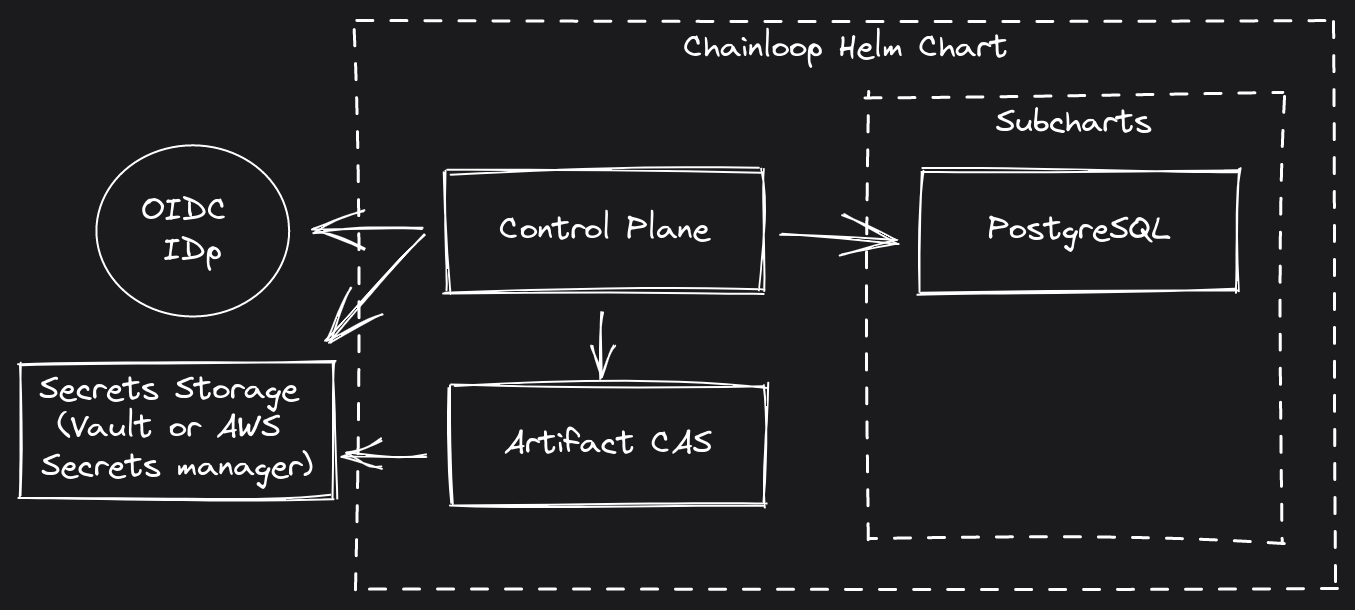 Chainloop Helm Chart
Subcharts
OIDC
IDp
Control Plane
PostgreSQL
Secrets Storage
(Vault or AWS
Secrets manager)
Artifact CAS